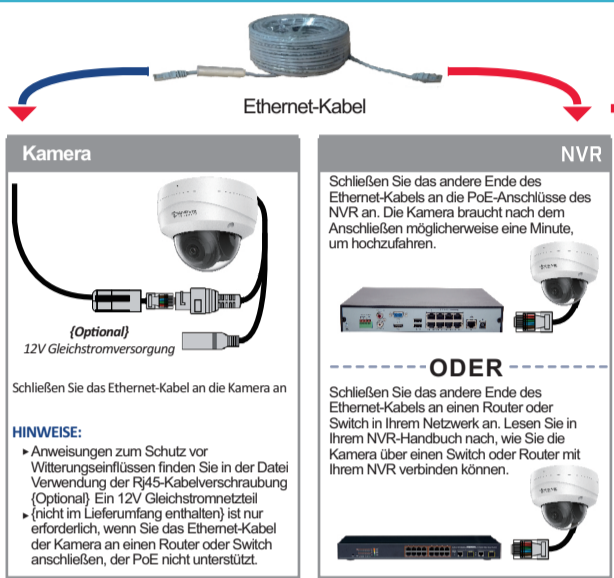 Ethernet-Kabel
Kamera
{Optional}
12V Gleichstromversorgung
Schließen Sie das Ethernet-Kabel an die Kamera an
HINWEISE:
▸ Anweisungen zum Schutz vor
Witterungseinflüssen finden Sie in der Datei
Verwendung der Rj45-Kabelverschraubung
{Optional} Ein 12V Gleichstromnetzteil
▸ {nicht im Lieferumfang enthalten} ist nur
erforderlich, wenn Sie das Ethernet-Kabel
der Kamera an einen Router oder Switch
anschließen, der PoE nicht unterstützt.
NVR
Schließen Sie das andere Ende des
Ethernet-Kabels an die PoE-Anschlüsse des
NVR an. Die Kamera braucht nach dem
Anschließen möglicherweise eine Minute,
um hochzufahren.
ODER
Schließen Sie das andere Ende des
Ethernet-Kabels an einen Router oder
Switch in Ihrem Netzwerk an. Lesen Sie in
Ihrem NVR-Handbuch nach, wie Sie die
Kamera über einen Switch oder Router mit
Ihrem NVR verbinden können.